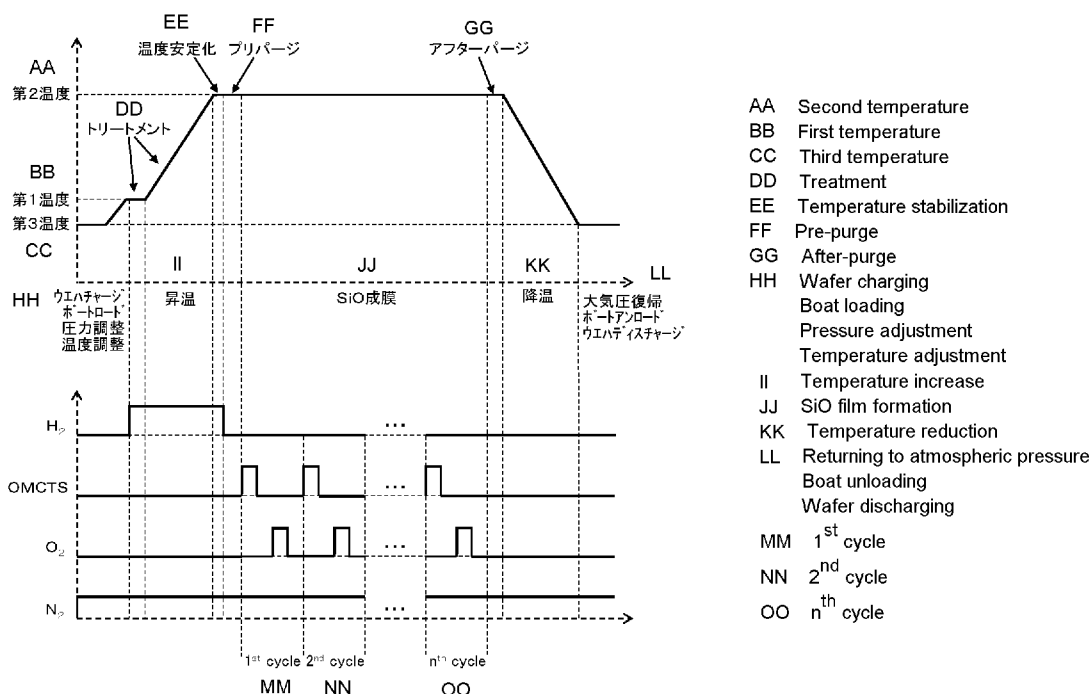 EE
温度安定化
FF
プリパージ
GG
アフターパージ
AA
第2温度
DD
トリートメント
BB
第1温度
第3温度
CC
II
昇温
JJ
SiO成膜
KK
降温
LL
HH
ウエハチャージ
ボートロード
圧力調整
温度調整
大気圧復帰
ボートアンロード
ウエハディスチャージ
H₂
...
OMCTS
...
O₂
...
N₂
...
1st cycle
2nd cycle
nth cycle
MM
NN
OO
AA Second temperature
BB First temperature
CC Third temperature
DD Treatment
EE Temperature stabilization
FF Pre-purge
GG After-purge
HH Wafer charging
Boat loading
Pressure adjustment
Temperature adjustment
II Temperature increase
JJ SiO film formation
KK Temperature reduction
LL Returning to atmospheric pressure
Boat unloading
Wafer discharging
MM 1st cycle
NN 2nd cycle
OO nth cycle